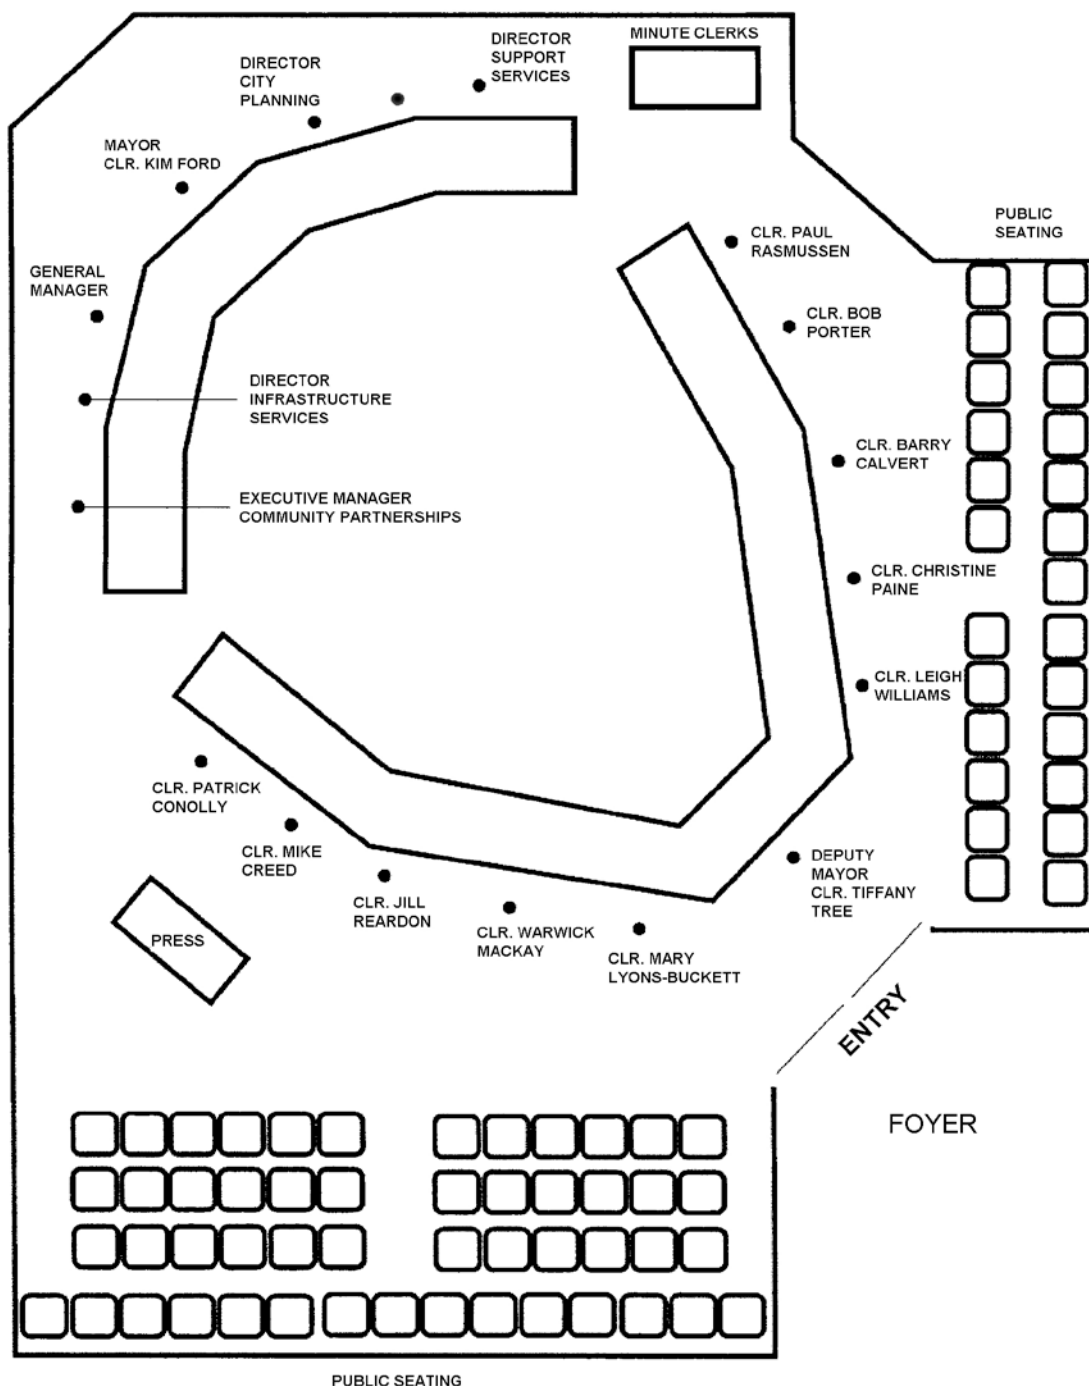 DIRECTOR
SUPPORT
SERVICES
MINUTE CLERKS
DIRECTOR
CITY
PLANNING
MAYOR
CLR. KIM FORD
GENERAL
MANAGER
DIRECTOR
INFRASTRUCTURE
SERVICES
EXECUTIVE MANAGER
COMMUNITY PARTNERSHIPS
CLR. PAUL
RASMUSSEN
PUBLIC
SEATING
CLR. BOB
PORTER
CLR. BARRY
CALVERT
CLR. CHRISTINE
PAINE
CLR. LEIGH
WILLIAMS
CLR. PATRICK
CONOLLY
CLR. MIKE
CREED
CLR. JILL
REARDON
CLR. WARWICK
MACKAY
CLR. MARY
LYONS-BUCKETT
DEPUTY
MAYOR
CLR. TIFFANY
TREE
PRESS
ENTRY
FOYER
PUBLIC SEATING